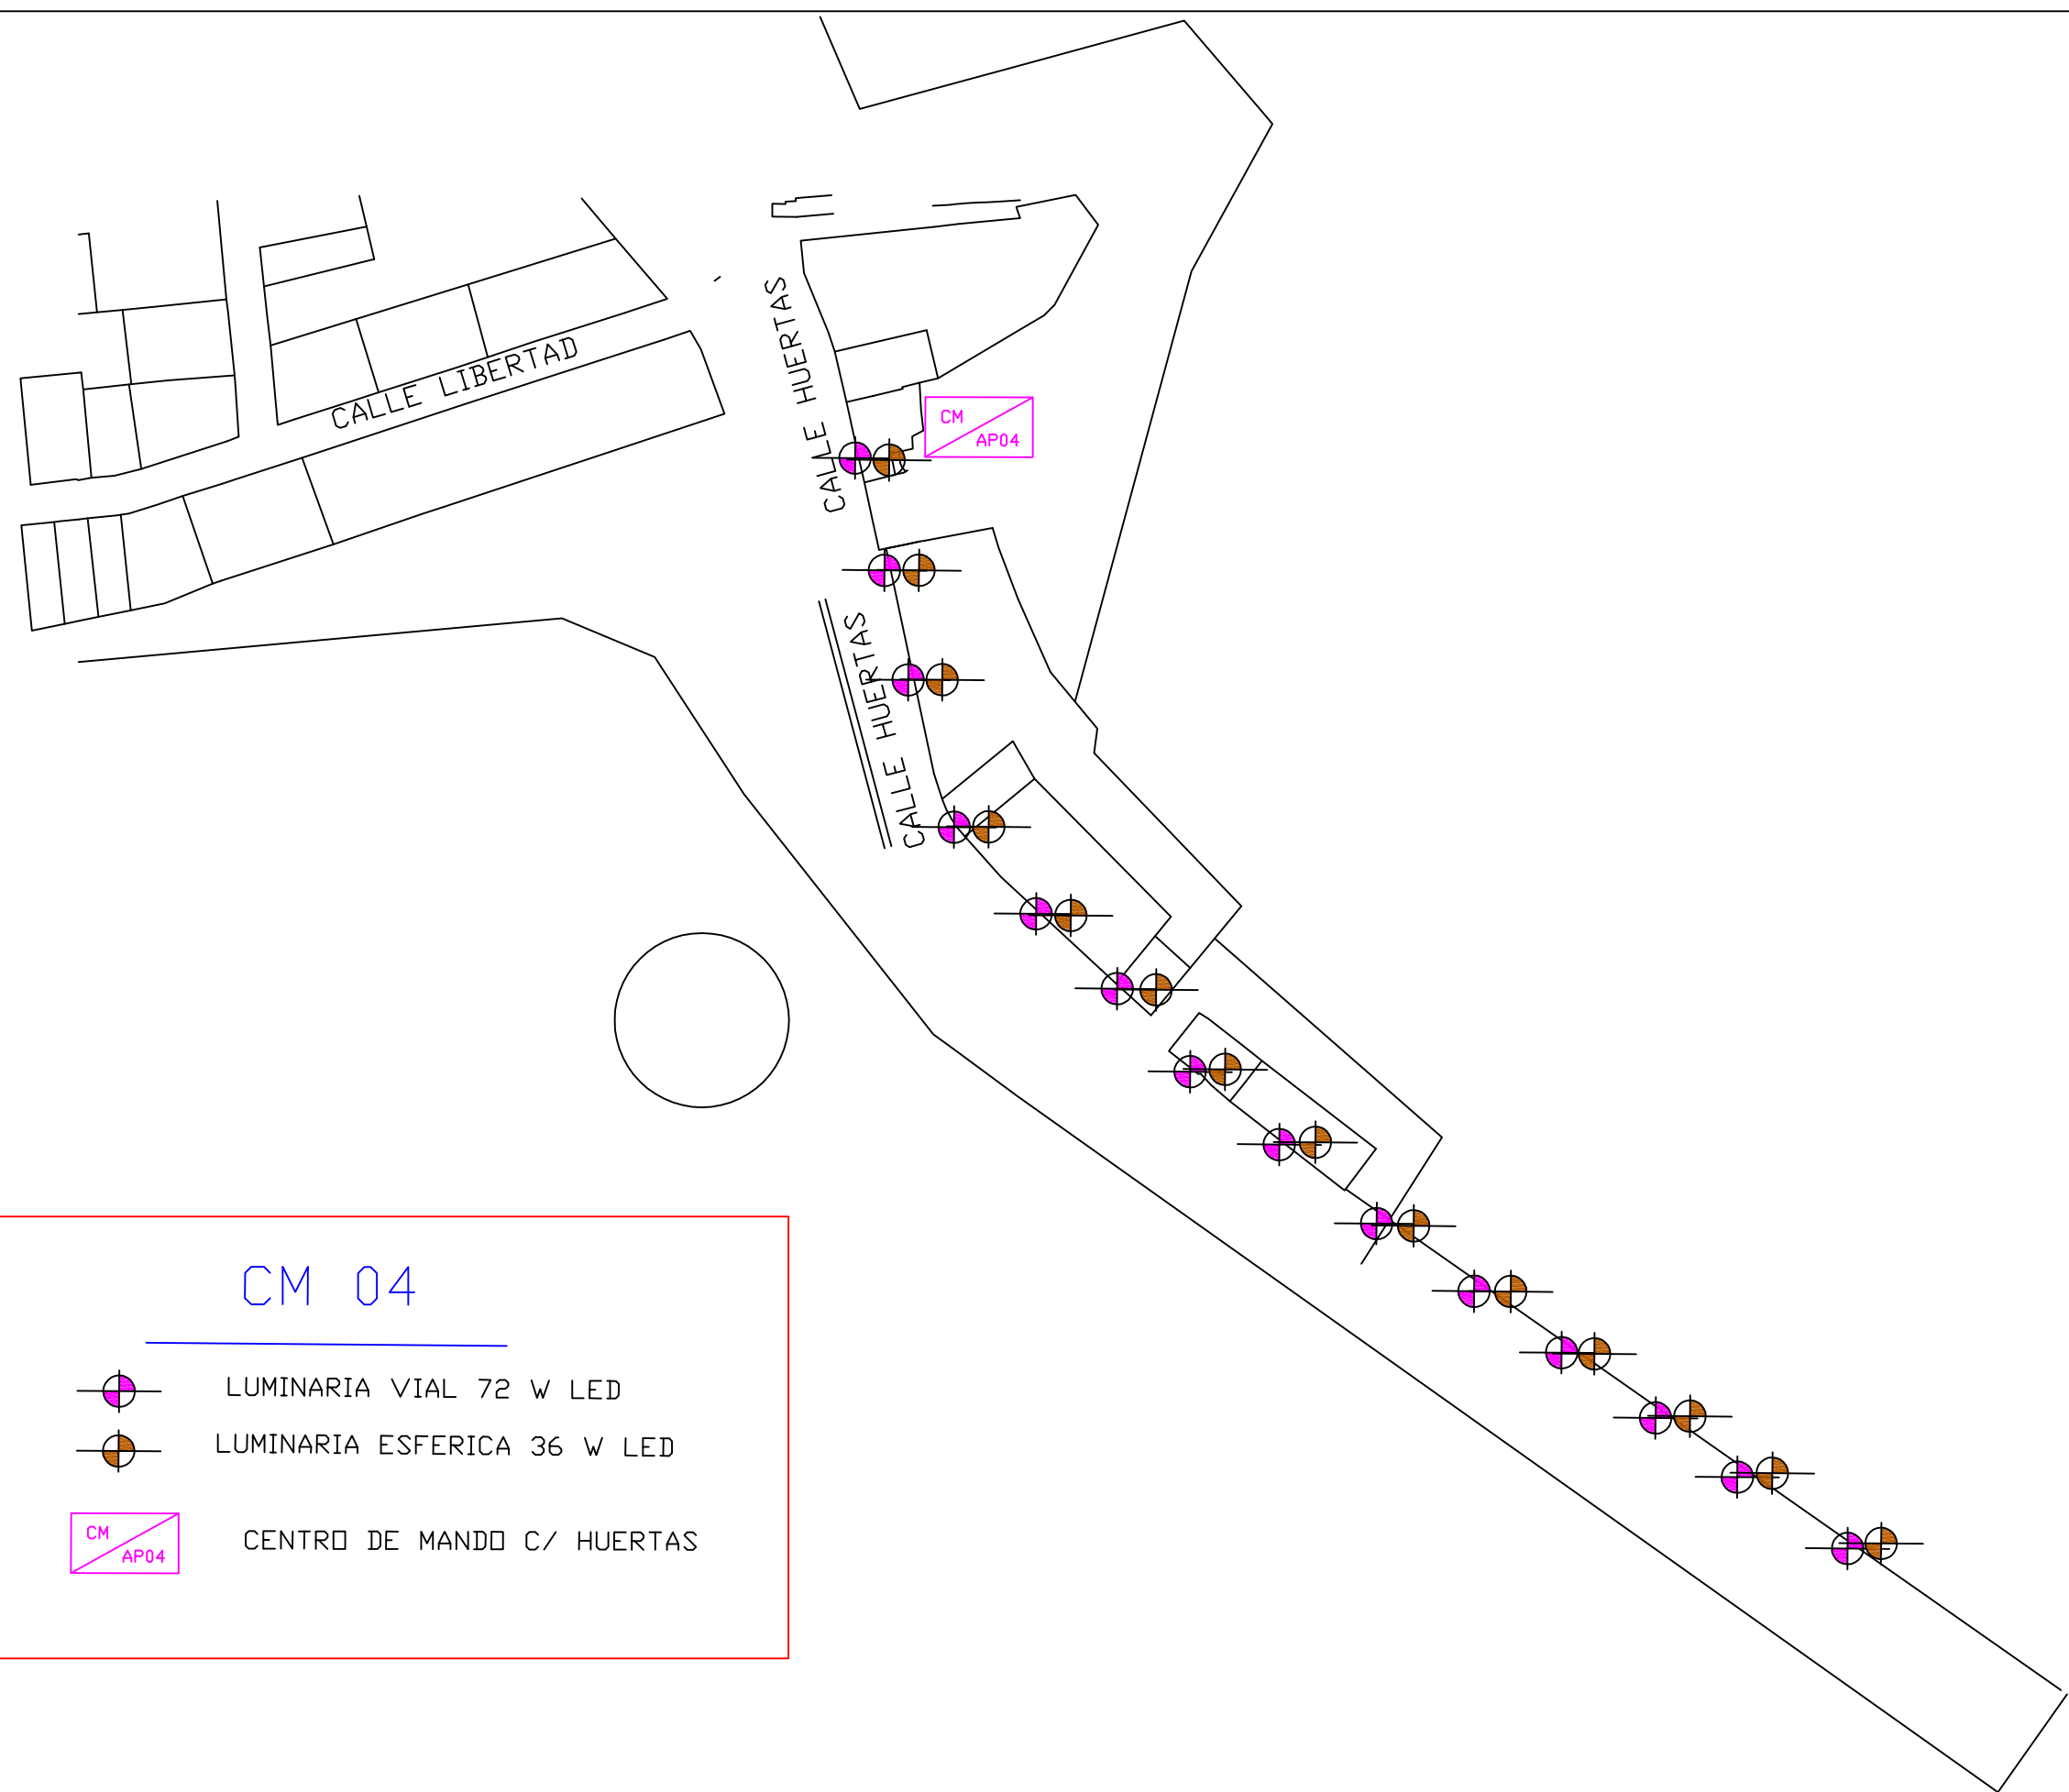 CALLE HUERTAS
CALLE LIBERTAD
CM
AP04
CALLE HUERTAS
CM 04
LUMINARIA VIAL 72 W LED
LUMINARIA ESFERICA 36 W LED
CM
AP04
CENTRO DE MANDO C/ HUERTAS